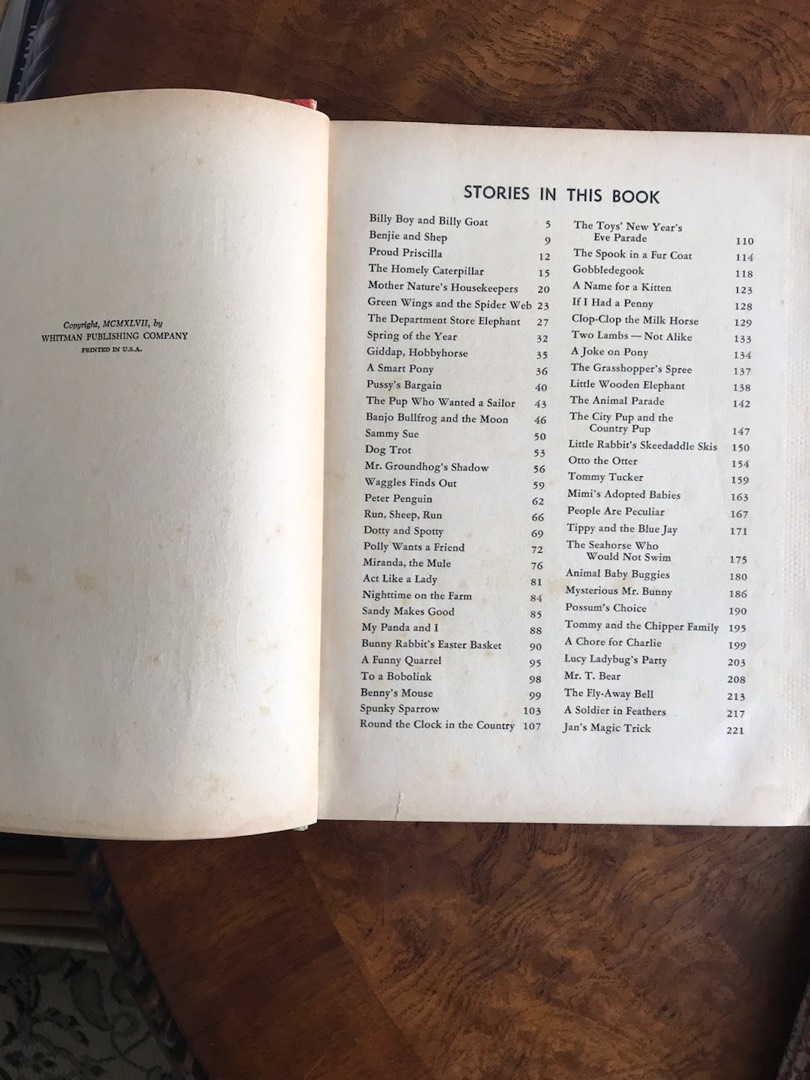 Copyright, MCMXLVII, by
WHITMAN PUBLISHING COMPANY
PRINTED IN U.S.A.
STORIES IN THIS BOOK
Billy Boy and Billy Goat 5
Benjie and Shep 9
Proud Priscilla 12
The Homely Caterpillar 15
Mother Nature's Housekeepers 20
Green Wings and the Spider Web 23
The Department Store Elephant 27
Spring of the Year 32
Giddap, Hobbyhorse 35
A Smart Pony 36
Pussy's Bargain 40
The Pup Who Wanted a Sailor 43
Banjo Bullfrog and the Moon 46
Sammy Sue 50
Dog Trot 53
Mr. Groundhog's Shadow 56
Waggles Finds Out 59
Peter Penguin 62
Run, Sheep, Run 66
Dotty and Spotty 69
Polly Wants a Friend 72
Miranda, the Mule 76
Act Like a Lady 81
Nighttime on the Farm 84
Sandy Makes Good 85
My Panda and I 88
Bunny Rabbit's Easter Basket 90
A Funny Quarrel 95
To a Bobolink 98
Benny's Mouse 99
Spunky Sparrow 103
Round the Clock in the Country 107
The Toys' New Year's
Eve Parade 110
The Spook in a Fur Coat 114
Gobbledegook 118
A Name for a Kitten 123
If I Had a Penny 128
Clop-Clop the Milk Horse 129
Two Lambs — Not Alike 133
A Joke on Pony 134
The Grasshopper's Spree 137
Little Wooden Elephant 138
The Animal Parade 142
The City Pup and the
Country Pup 147
Little Rabbit's Skeedaddle Skis 150
Otto the Otter 154
Tommy Tucker 159
Mimi's Adopted Babies 163
People Are Peculiar 167
Tippy and the Blue Jay 171
The Seahorse Who
Would Not Swim 175
Animal Baby Buggies 180
Mysterious Mr. Bunny 186
Possum's Choice 190
Tommy and the Chipper Family 195
A Chore for Charlie 199
Lucy Ladybug's Party 203
Mr. T. Bear 208
The Fly-Away Bell 213
A Soldier in Feathers 217
Jan's Magic Trick 221